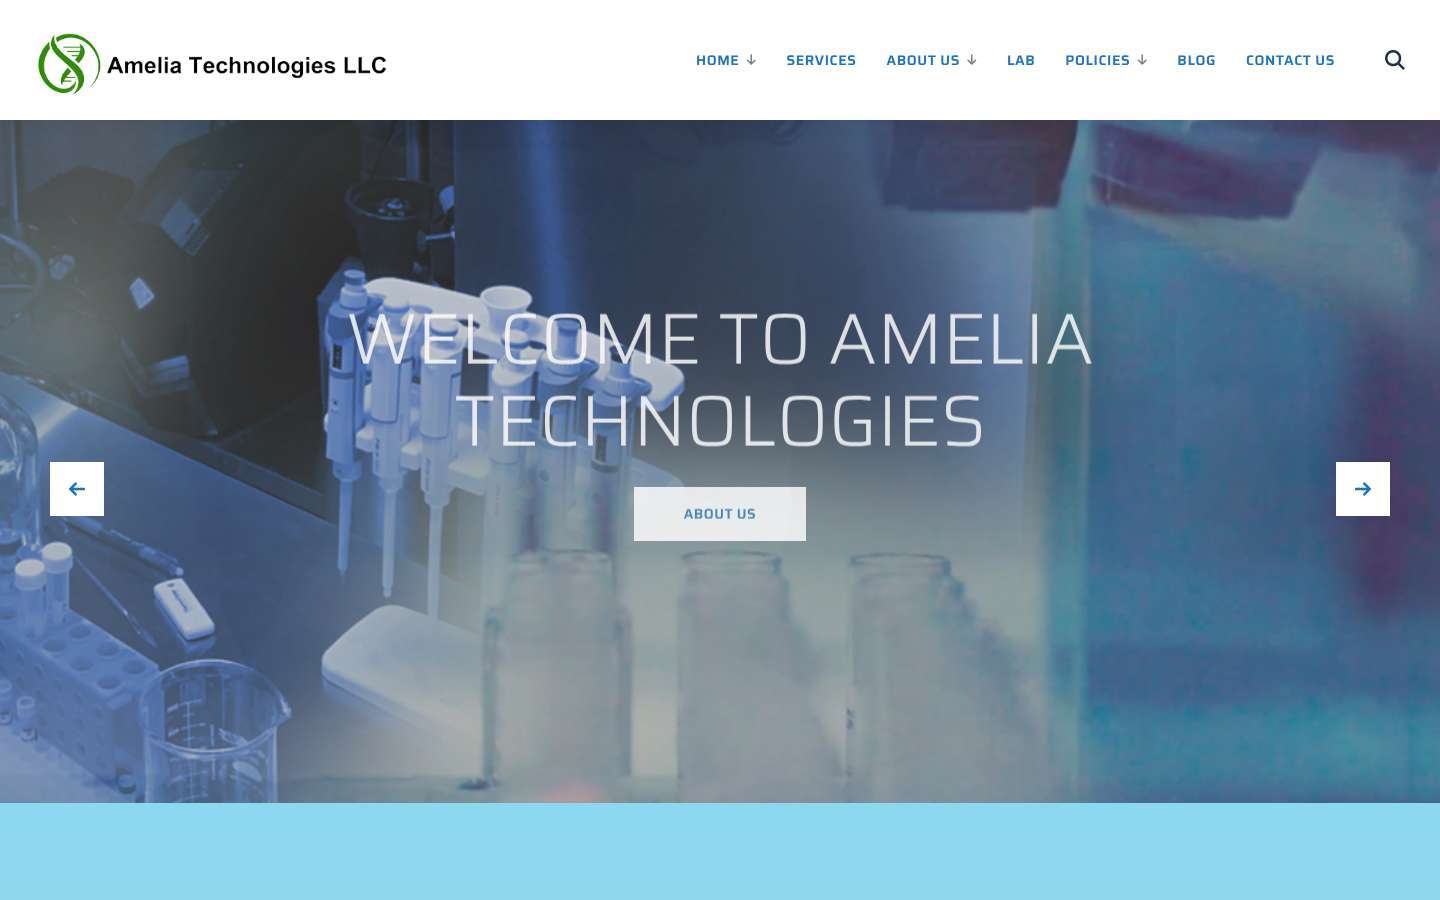 Amelia Technologies LLC
HOME SERVICES ABOUT US LAB POLICIES BLOG CONTACT US
WELCOME TO AMELIA
TECHNOLOGIES
ABOUT US